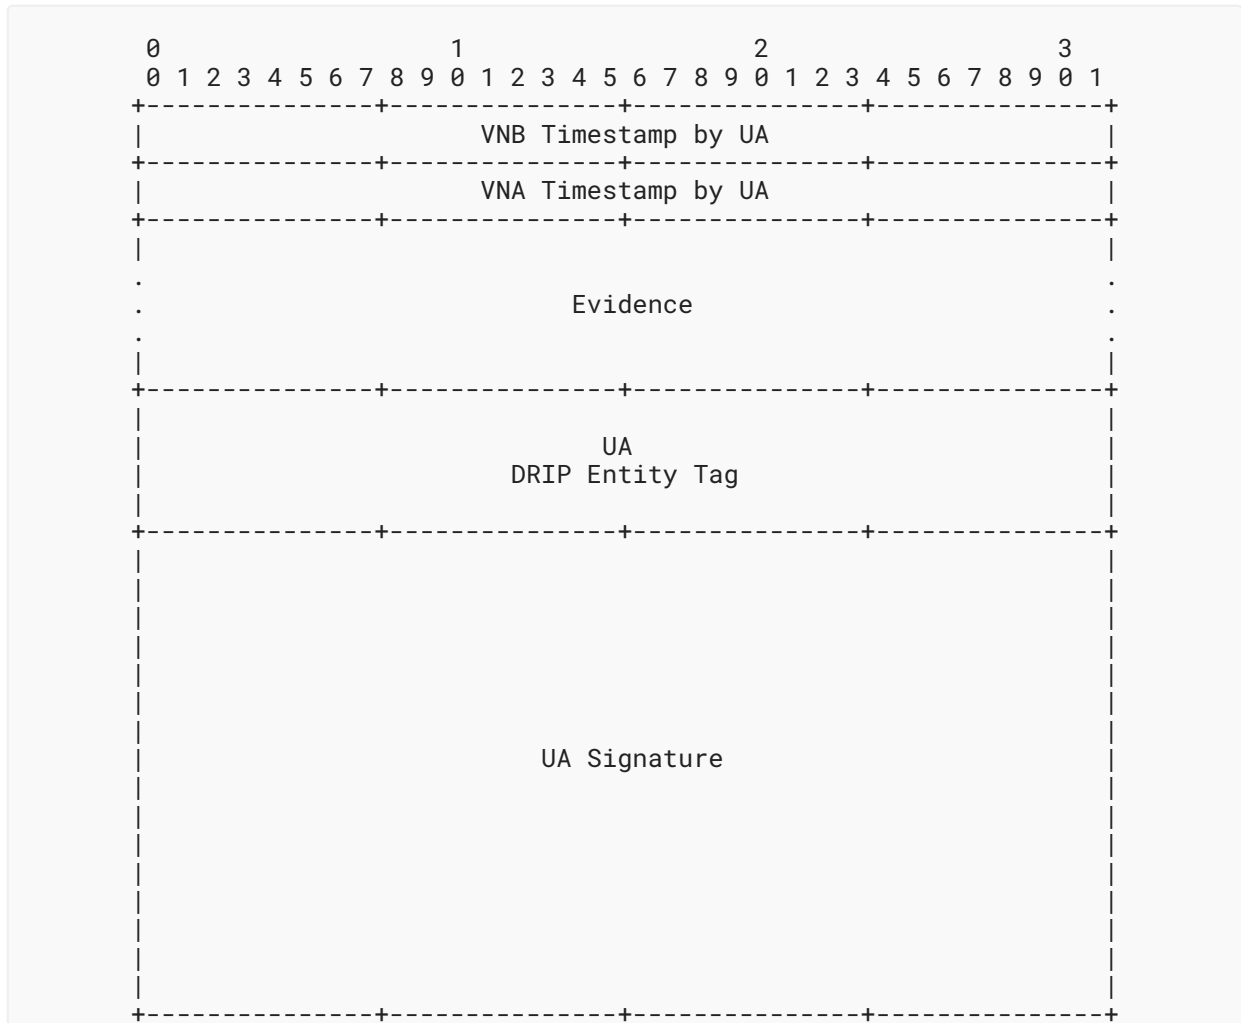 0                   1                   2                   3
0 1 2 3 4 5 6 7 8 9 0 1 2 3 4 5 6 7 8 9 0 1 2 3 4 5 6 7 8 9 0 1
VNB Timestamp by UA
VNA Timestamp by UA
Evidence
UA
DRIP Entity Tag
UA Signature